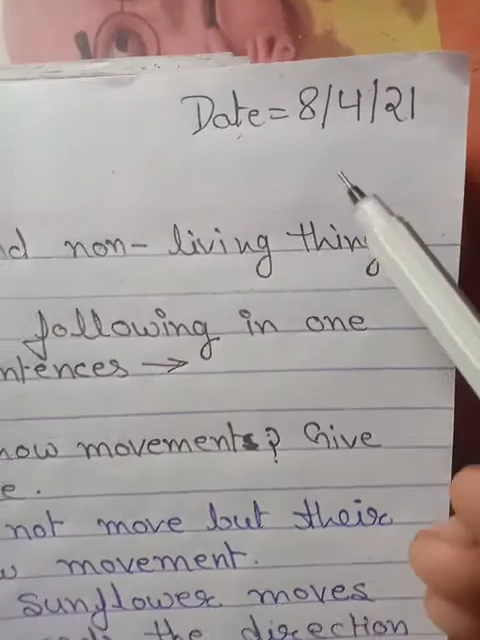 Date = 8/4/21
nd non-living thing
following in one
ntences →
how movements? Give
e.
not move but their
w movement.
sunflower moves
the direction